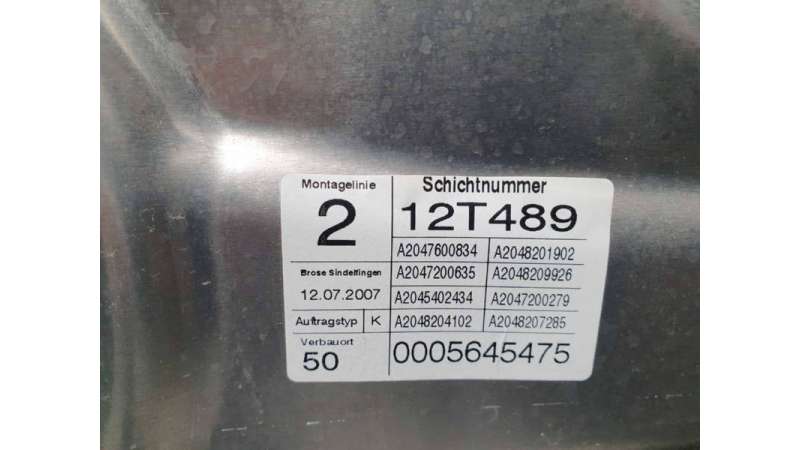 Montagelinie
2
Schichtnummer
12T489
A2047600834 A2048201902
Brose Sindelfingen
12.07.2007
A2047200635 A2048209926
A2045402434 A2047200279
Auftragstyp K
A2048204102 A2048207285
Verbauort
50
0005645475